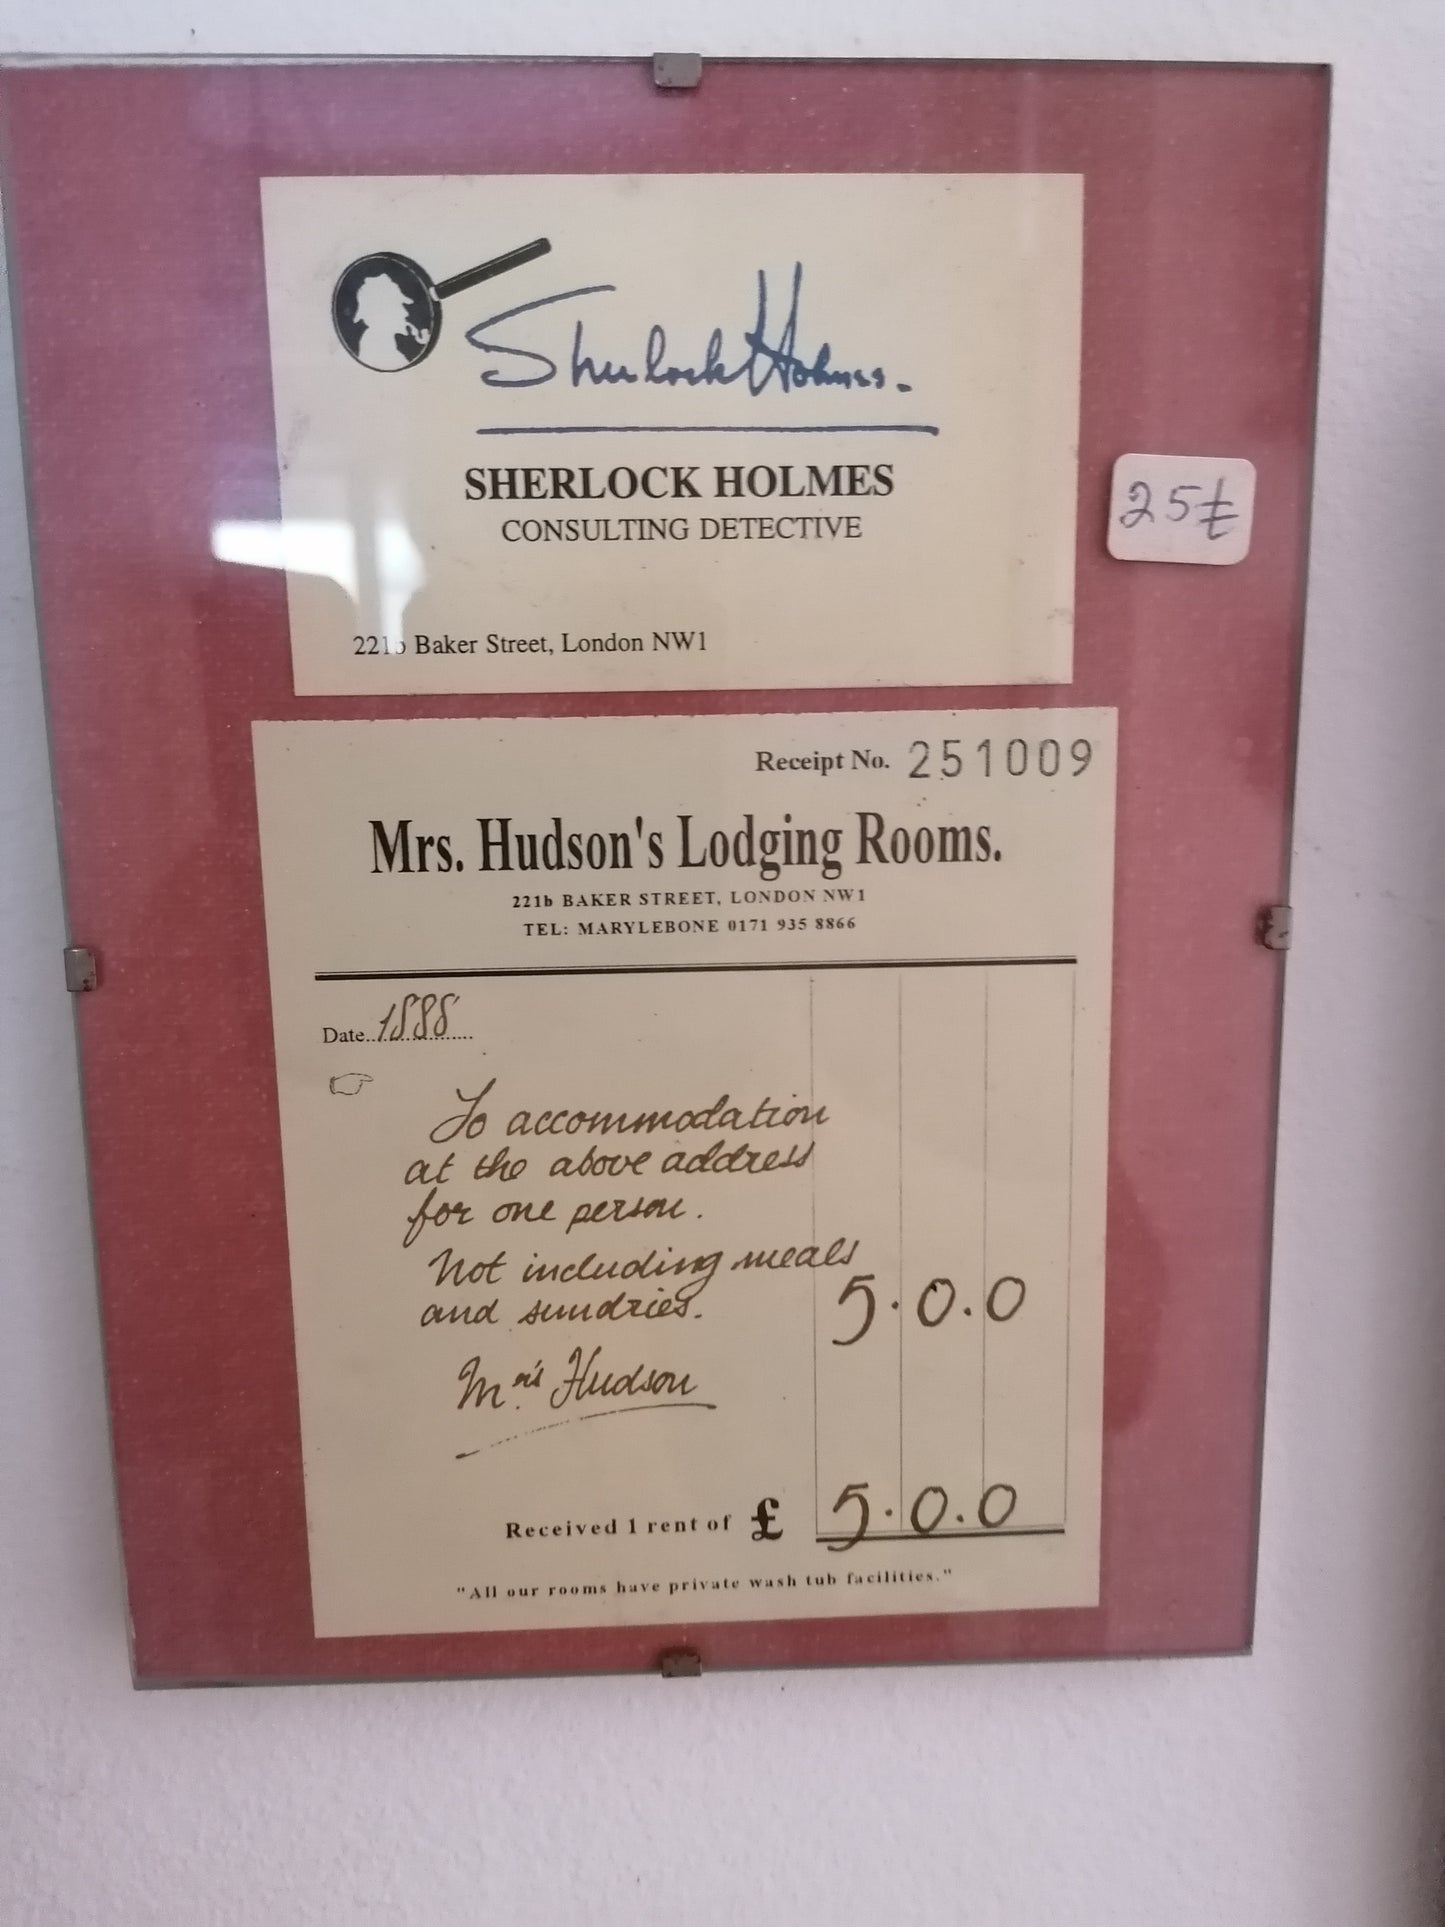 Sherlock Holmes.
SHERLOCK HOLMES
CONSULTING DETECTIVE
25₺
221b Baker Street, London NW1
Receipt No. 251009
Mrs. Hudson's Lodging Rooms.
221b BAKER STREET, LONDON NW1
TEL: MARYLEBONE 0171 935 8866
Date..1888......
To accommodation
at the above address
for one person.
Not including meals
and sundries. 5.0.0
Mrs. Hudson
Received 1 rent of £ 5.0.0
"All our rooms have private wash tub facilities."